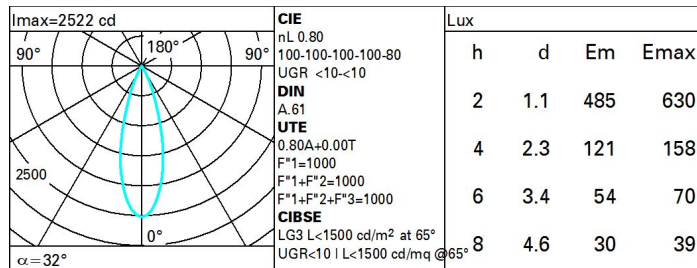 Imax=2522 cd
90°
180°
90°
2500
0°
α=32°
CIE
nL 0.80
100-100-100-100-80
UGR <10-<10
DIN
A.61
UTE
0.80A+0.00T
F"1=1000
F"1+F"2=1000
F"1+F"2+F"3=1000
CIBSE
LG3 L<1500 cd/m² at 65°
UGR<10 | L<1500 cd/mq @65°
Lux
h d Em Emax
2 1.1 485 630
4 2.3 121 158
6 3.4 54 70
8 4.6 30 39